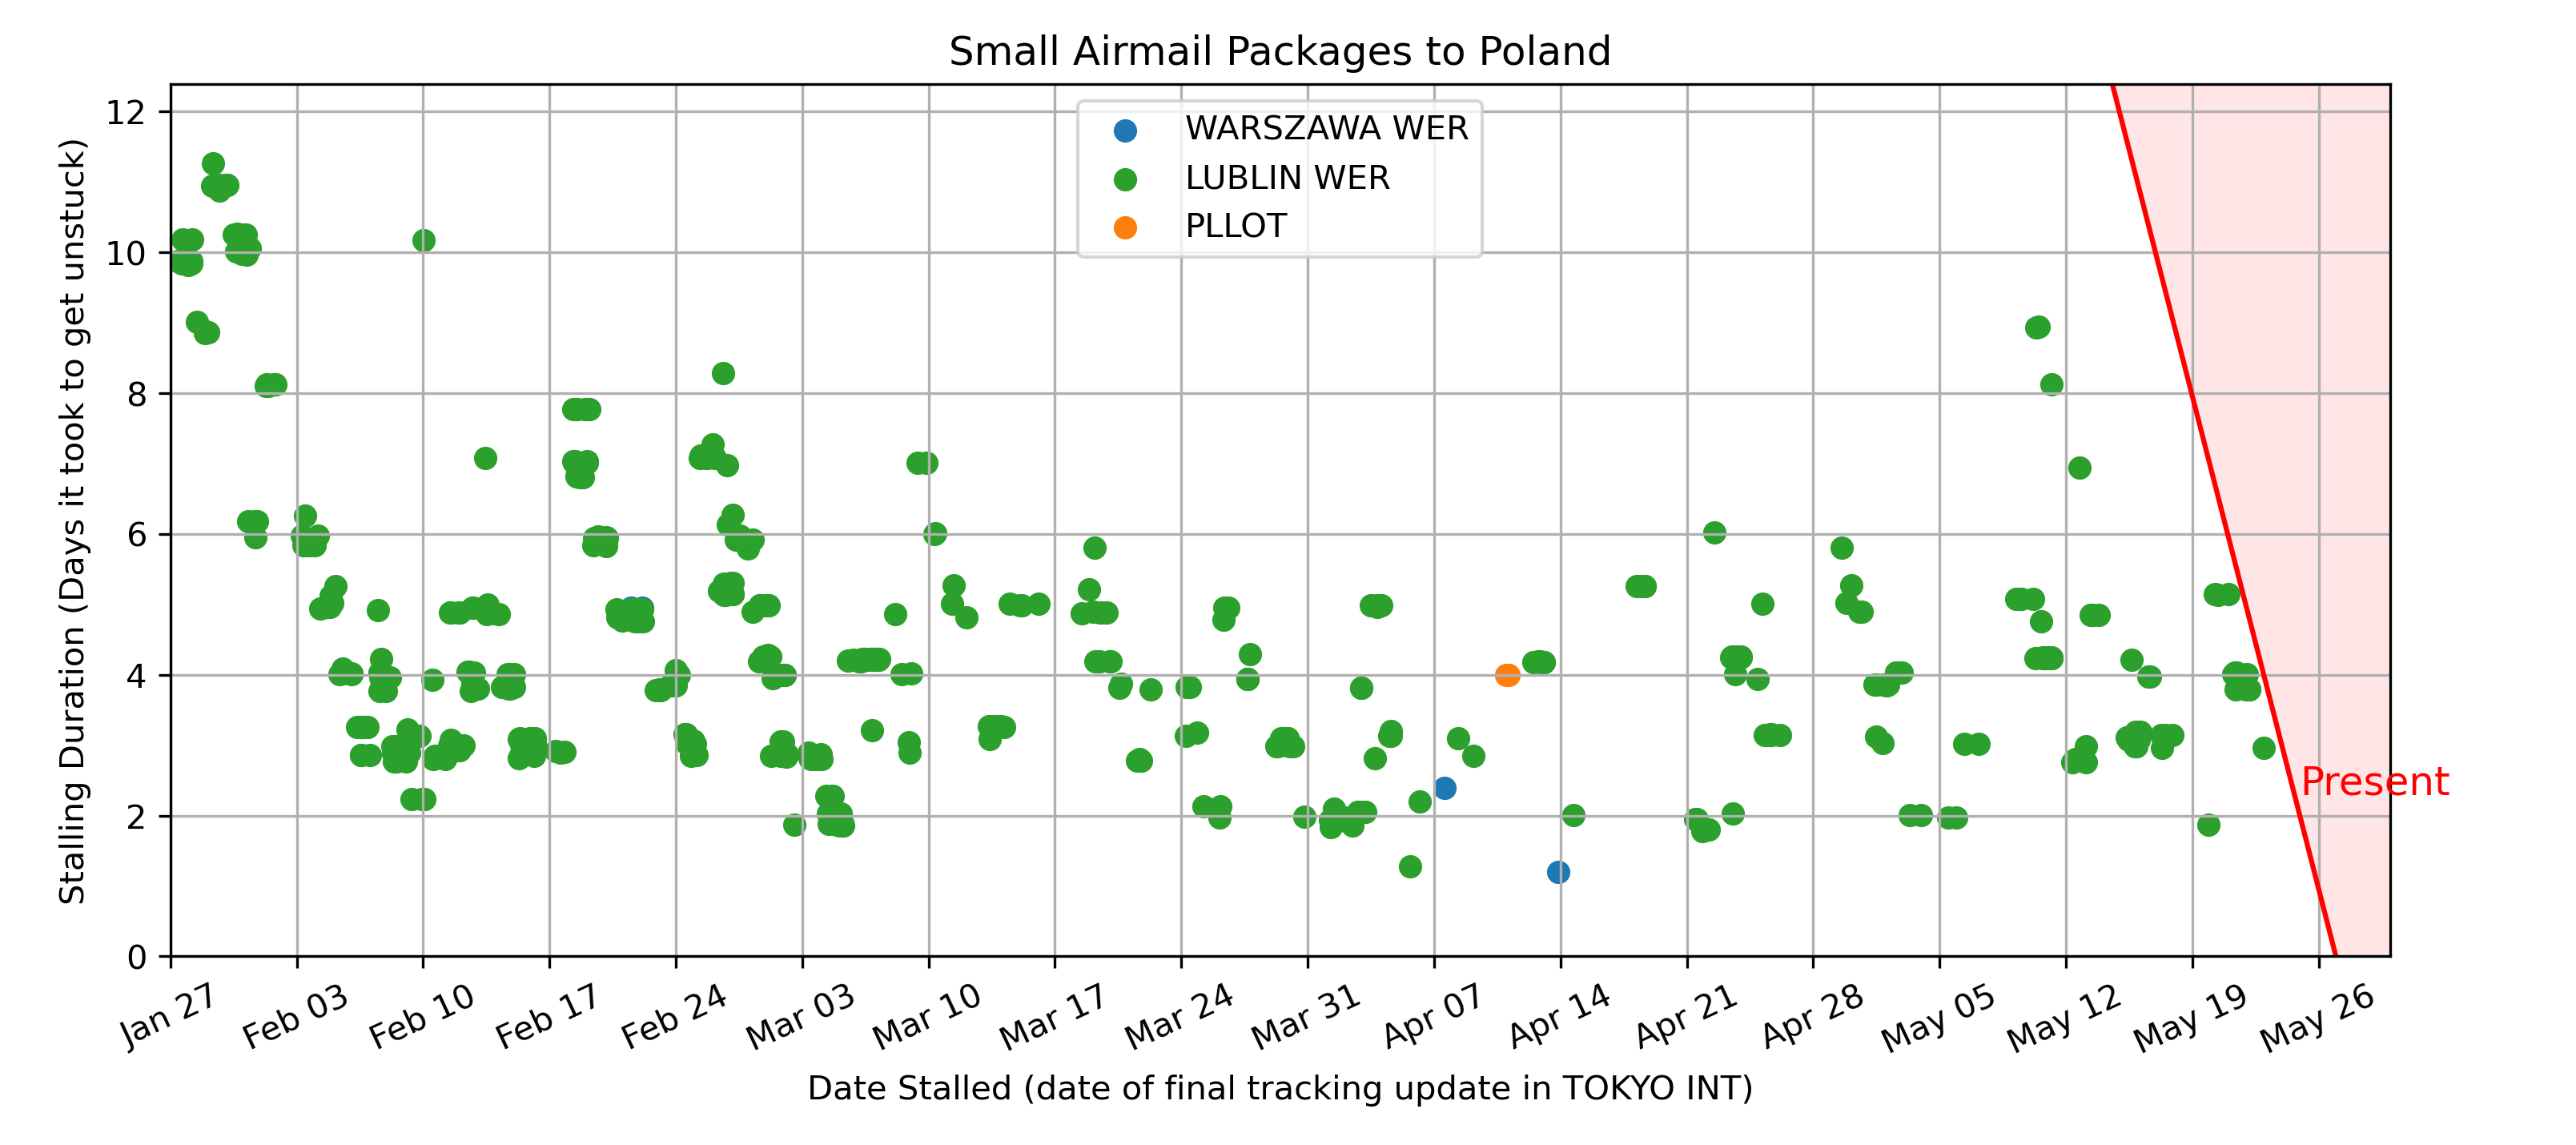 Small Airmail Packages to Poland
WARSZAWA WER
LUBLIN WER
PLLOT
Stalling Duration (Days it took to get unstuck)
12
10
8
6
4
2
0
Present
Jan 27
Feb 03
Feb 10
Feb 17
Feb 24
Mar 03
Mar 10
Mar 17
Mar 24
Mar 31
Apr 07
Apr 14
Apr 21
Apr 28
May 05
May 12
May 19
May 26
Date Stalled (date of final tracking update in TOKYO INT)